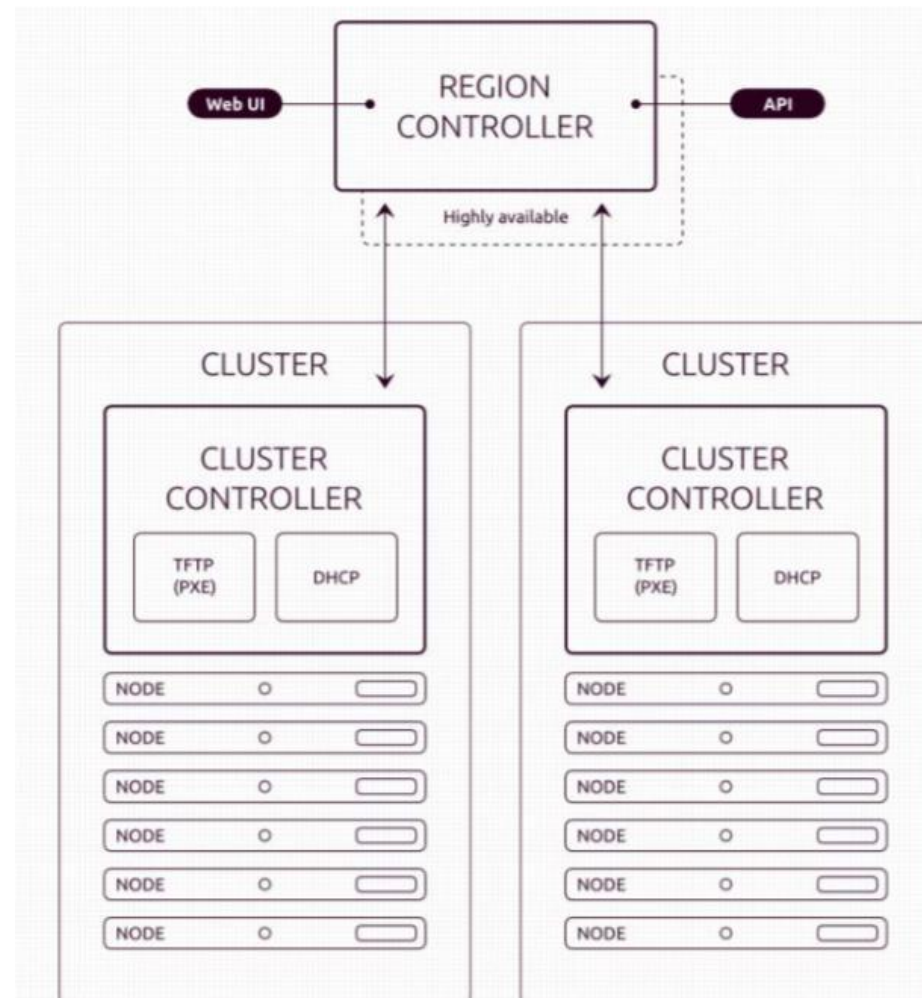 REGION
CONTROLLER
Web UI
API
Highly available
CLUSTER
CLUSTER
CONTROLLER
TFTP
(PXE)
DHCP
NODE
NODE
NODE
NODE
NODE
NODE
CLUSTER
CLUSTER
CONTROLLER
TFTP
(PXE)
DHCP
NODE
NODE
NODE
NODE
NODE
NODE